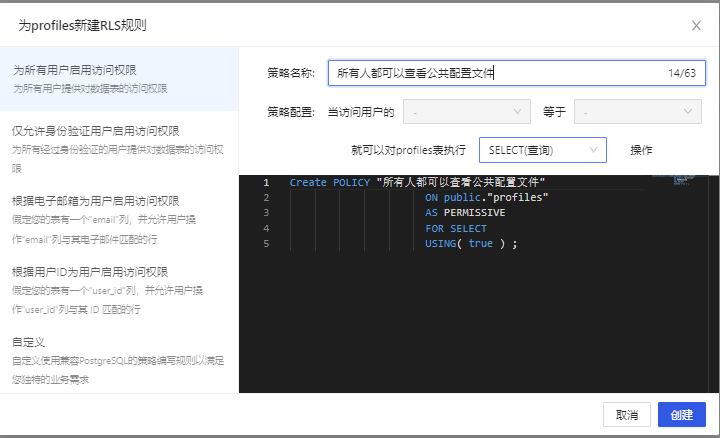 为profiles新建RLS规则
为所有用户启用访问权限
为所有用户提供对数据表的访问权限
仅允许身份验证用户启用访问权限
为所有经过身份验证的用户提供对数据表的访问权
限
根据电子邮箱为用户启用访问权限
假定您的表有一个“email”列，并允许用户操
作“email”列与其电子邮件匹配的行
根据用户ID为用户启用访问权限
假定您的表有一个“user_id”列，并允许用户操
作“user_id”列与其 ID 匹配的行
自定义
自定义使用兼容PostgreSQL的策略编写规则以满足
您独特的业务需求
策略名称: 所有人都可以查看公共配置文件 14/63
策略配置: 当访问用户的 - 等于 -
就可以对profiles表执行 SELECT(查询) 操作
1 Create POLICY "所有人都可以查看公共配置文件"
2 ON public."profiles"
3 AS PERMISSIVE
4 FOR SELECT
5 USING( true ) ;
取消 创建